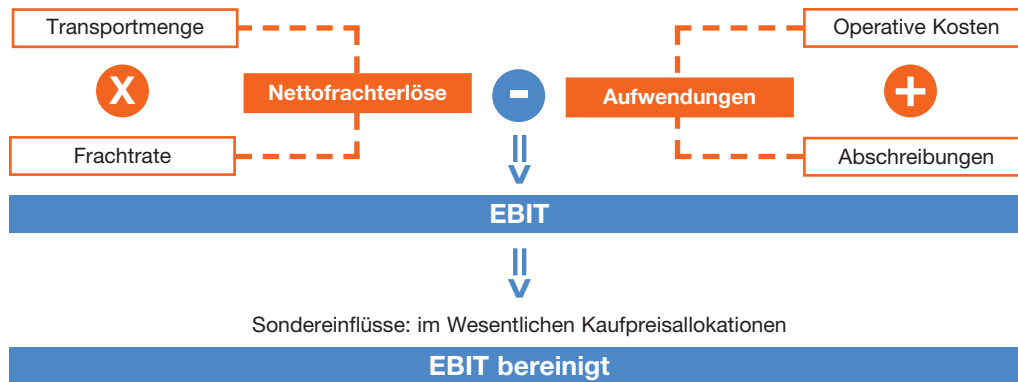 Transportmenge
Operative Kosten
X
Nettofrachterlöse
-
Aufwendungen
+
Frachtrate
Abschreibungen
EBIT
Sondereinflüsse: im Wesentlichen Kaufpreisallokationen
EBIT bereinigt